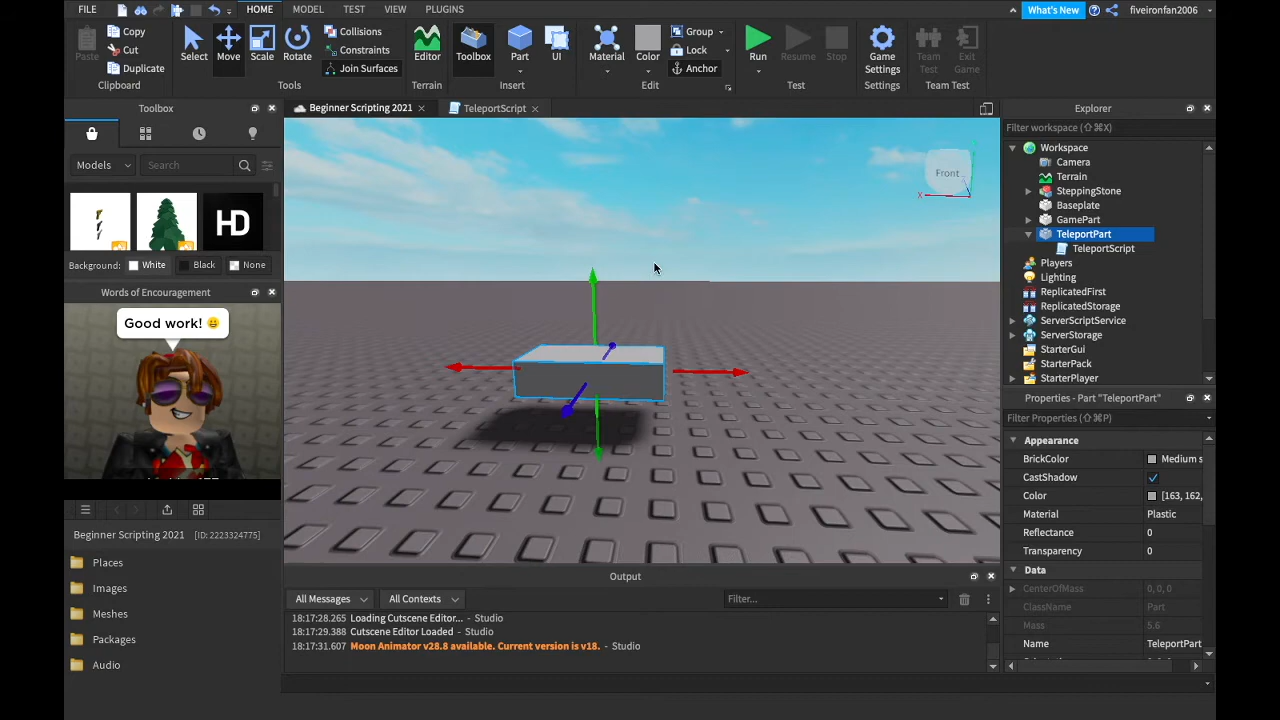 FILE HOME MODEL TEST VIEW PLUGINS What's New fiveironfan2006
Paste Copy Cut Duplicate Select Move Scale Rotate Collisions Constraints Join Surfaces Editor Toolbox Part UI Material Color Group Lock Anchor Run Resume Stop Game Settings Team Test Exit Game
Clipboard Tools Terrain Insert Edit Test Settings Team Test
Toolbox
Models Search
HD
Background: White Black None
Words of Encouragement
Good work! 😃
Beginner Scripting 2021 [ID: 2223324775]
Places
Images
Meshes
Packages
Audio
Beginner Scripting 2021 TeleportScript
Front
X
Output
All Messages All Contexts Filter...
18:17:28.265 Loading Cutscene Editor... - Studio
18:17:29.388 Cutscene Editor Loaded - Studio
18:17:31.607 Moon Animator v28.8 available. Current version is v18. - Studio
Explorer
Filter workspace (⇧⌘X)
Workspace
Camera
Terrain
SteppingStone
Baseplate
GamePart
TeleportPart
TeleportScript
Players
Lighting
ReplicatedFirst
ReplicatedStorage
ServerScriptService
ServerStorage
StarterGui
StarterPack
StarterPlayer
Properties - Part "TeleportPart"
Filter Properties (⇧⌘P)
Appearance
BrickColor Medium s
CastShadow
Color [163, 162,
Material Plastic
Reflectance 0
Transparency 0
Data
CenterOfMass 0, 0, 0
ClassName Part
Mass 5.6
Name TeleportPart